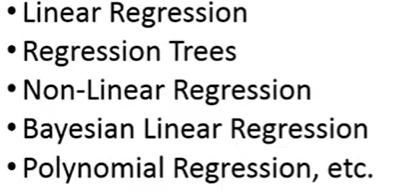 • Linear Regression
• Regression Trees
• Non-Linear Regression
• Bayesian Linear Regression
• Polynomial Regression, etc.